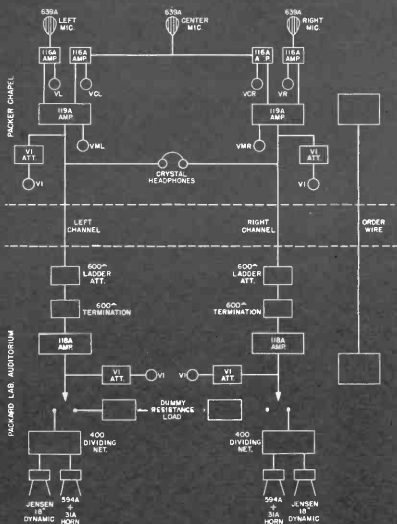 639A
LEFT
MIC.
639A
CENTER
MIC.
639A
RIGHT
MIC.
116A
AMP.
116A
AMP.
116A
AMP.
116A
AMP.
VL
VCL
VCR
VR
PACKER CHAPEL
119A
AMP.
119A
AMP.
VML
VMR
VI
ATT.
VI
ATT.
VI
VI
CRYSTAL
HEADPHONES
LEFT
CHANNEL
RIGHT
CHANNEL
ORDER
WIRE
600~
LADDER
ATT.
600~
LADDER
ATT.
600~
TERMINATION
600~
TERMINATION
118A
AMP.
118A
AMP.
PACKARD LAB. AUDITORIUM
VI
ATT.
VI
VI
VI
ATT.
DUMMY
RESISTANCE
LOAD
400
DIVIDING
NET.
400
DIVIDING
NET.
JENSEN
18"
DYNAMIC
594A
+
31A
HORN
594A
+
31A
HORN
JENSEN
18"
DYNAMIC